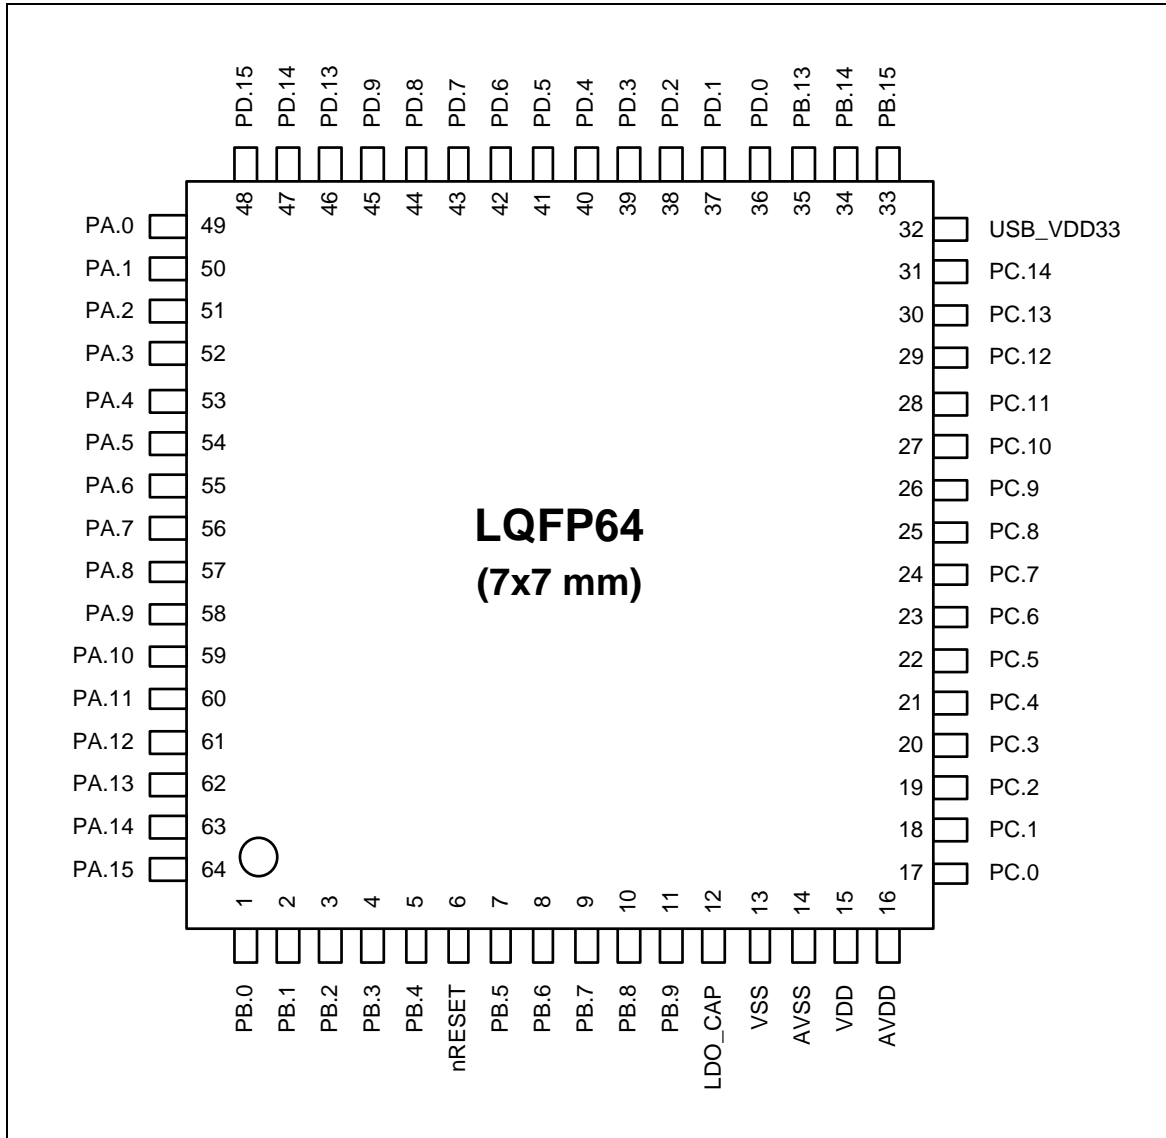 PD.15 PD.14 PD.13 PD.9 PD.8 PD.7 PD.6 PD.5 PD.4 PD.3 PD.2 PD.1 PD.0 PB.13 PB.14 PB.15
48 47 46 45 44 43 42 41 40 39 38 37 36 35 34 33
PA.0 49 32 USB_VDD33
PA.1 50 31 PC.14
PA.2 51 30 PC.13
PA.3 52 29 PC.12
PA.4 53 28 PC.11
PA.5 54 27 PC.10
PA.6 55 26 PC.9
PA.7 56 25 PC.8
LQFP64
(7x7 mm)
PA.8 57 24 PC.7
PA.9 58 23 PC.6
PA.10 59 22 PC.5
PA.11 60 21 PC.4
PA.12 61 20 PC.3
PA.13 62 19 PC.2
PA.14 63 18 PC.1
PA.15 64 17 PC.0
1 2 3 4 5 6 7 8 9 10 11 12 13 14 15 16
PB.0 PB.1 PB.2 PB.3 PB.4 nRESET PB.5 PB.6 PB.7 PB.8 PB.9 LDO_CAP VSS AVSS VDD AVDD